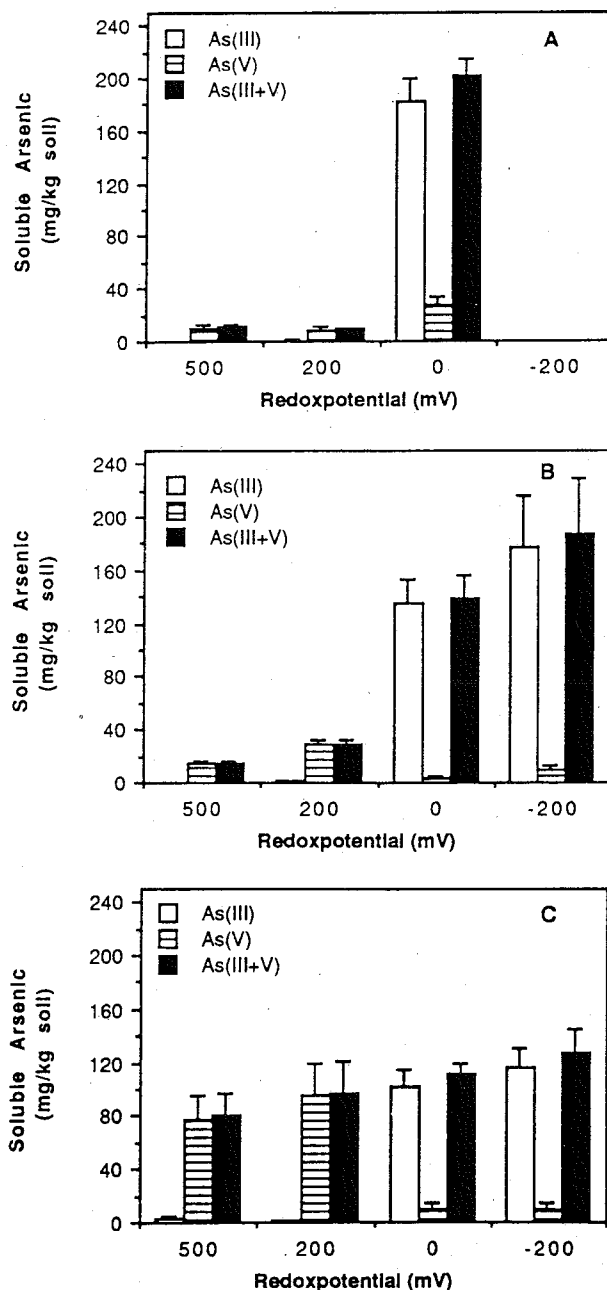 240
200
160
120
80
40
0
Soluble Arsenic
(mg/kg soil)
As(III)
As(V)
As(III+V)
A
500 200 0 -200
Redoxpotential (mV)
240
200
160
120
80
40
0
Soluble Arsenic
(mg/kg soil)
As(III)
As(V)
As(III+V)
B
500 200 0 -200
Redoxpotential (mV)
240
200
160
120
80
40
0
Soluble Arsenic
(mg/kg soil)
As(III)
As(V)
As(III+V)
C
500 200 0 -200
Redoxpotential (mV)